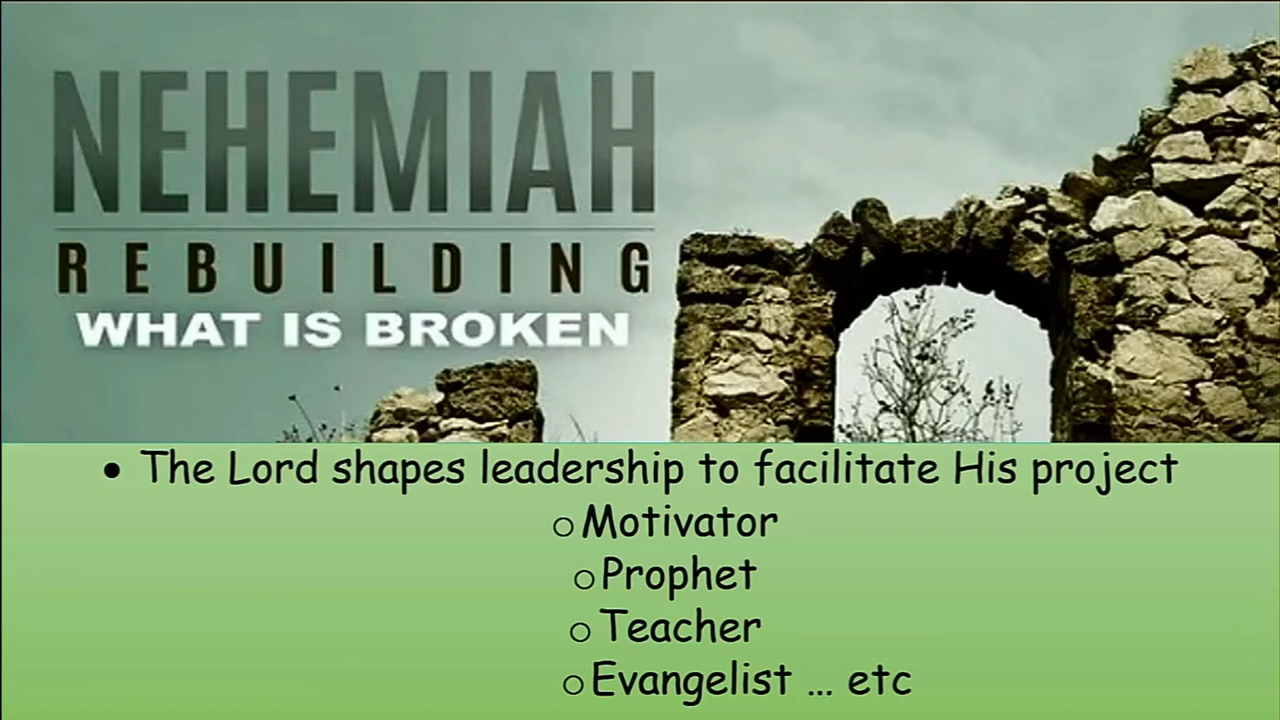 NEHEMIAH
REBUILDING
WHAT IS BROKEN
• The Lord shapes leadership to facilitate His project
o Motivator
o Prophet
o Teacher
o Evangelist ... etc